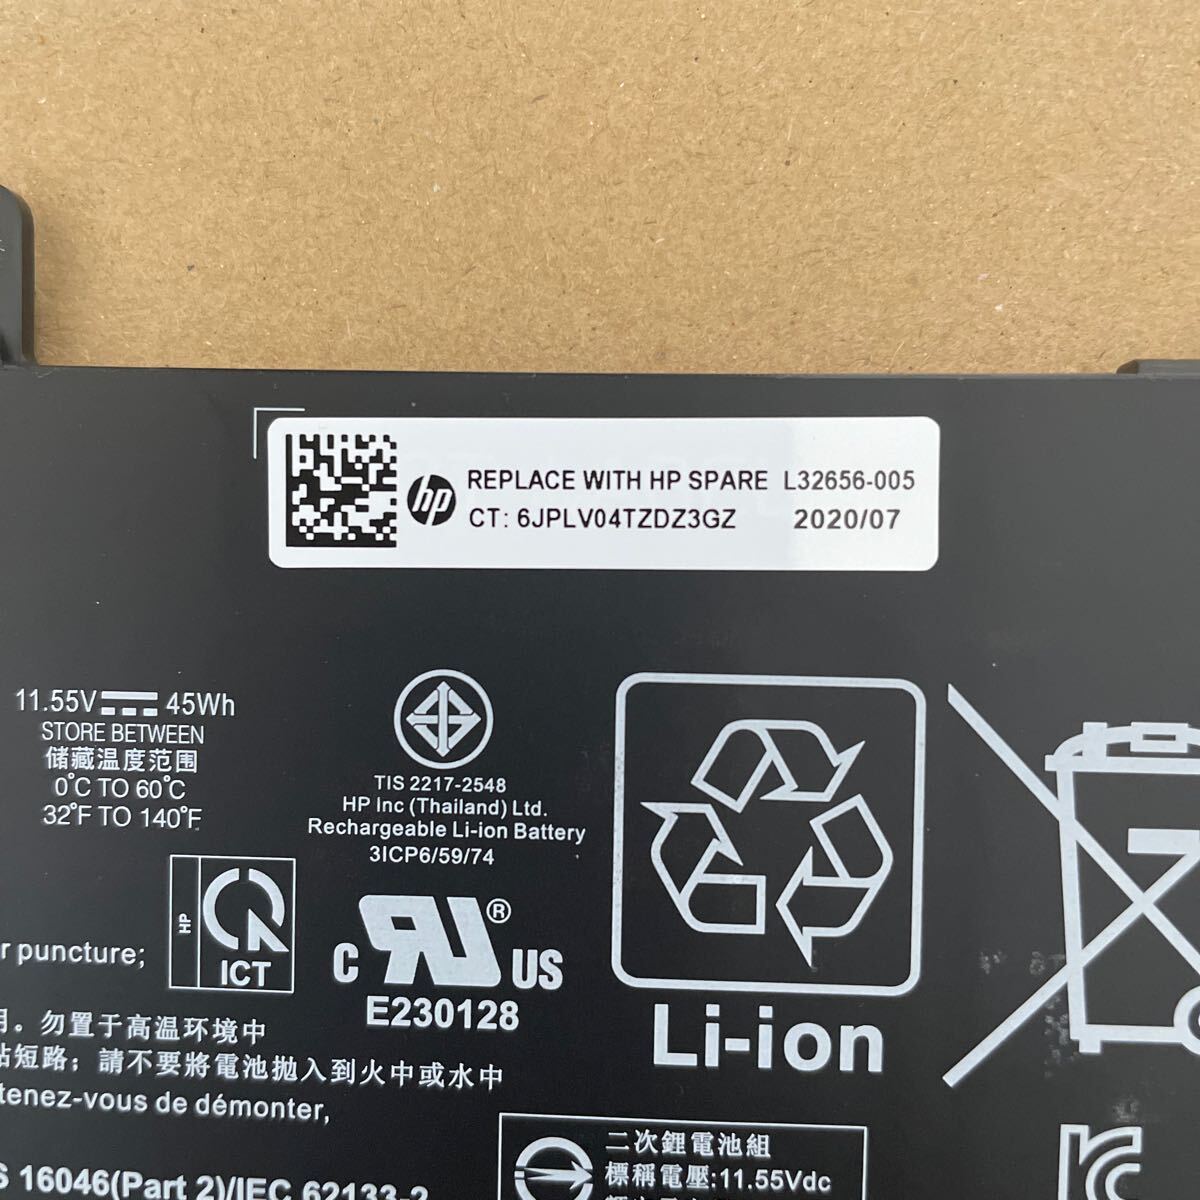 hp
REPLACE WITH HP SPARE L32656-005
CT: 6JPLV04TZDZ3GZ 2020/07
11.55V 45Wh
STORE BETWEEN
储藏温度范围
0°C TO 60°C
32°F TO 140°F
TIS 2217-2548
HP Inc (Thailand) Ltd.
Rechargeable Li-ion Battery
3ICP6/59/74
HP
ICT
r puncture;
C RU ® US
E230128
Li-ion
。勿置于高温环境中
短路；請不要將電池拋入到火中或水中
tenez-vous de démonter,
S 16046(Part 2)/IEC 62133-2
二次鋰電池組
標稱電壓:11.55Vdc